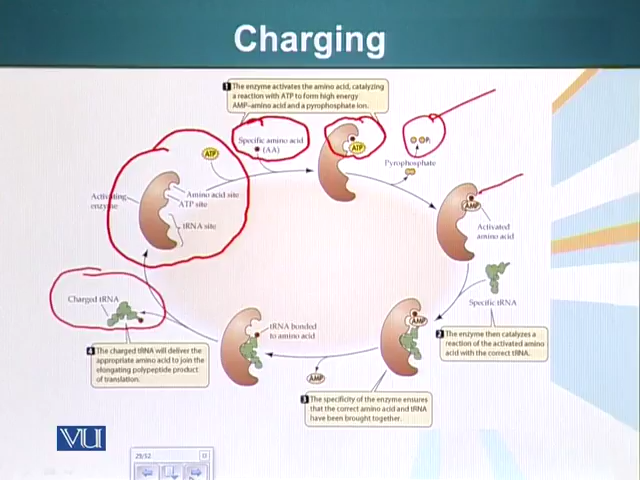 Charging
1 The enzyme activates the amino acid, catalyzing
a reaction with ATP to form high energy
AMP–amino acid and a pyrophosphate ion.
Specific amino acid
(AA)
ATP
ATP
Pi
Pyrophosphate
Activating
enzyme
Amino acid site
ATP site
tRNA site
AMP
Activated
amino acid
Charged tRNA
Specific tRNA
tRNA bonded
to amino acid
AMP
2 The enzyme then catalyzes a
reaction of the activated amino
acid with the correct tRNA.
4 The charged tRNA will deliver the
appropriate amino acid to join the
elongating polypeptide product
of translation.
AMP
3 The specificity of the enzyme ensures
that the correct amino acid and tRNA
have been brought together.
VU
29/52